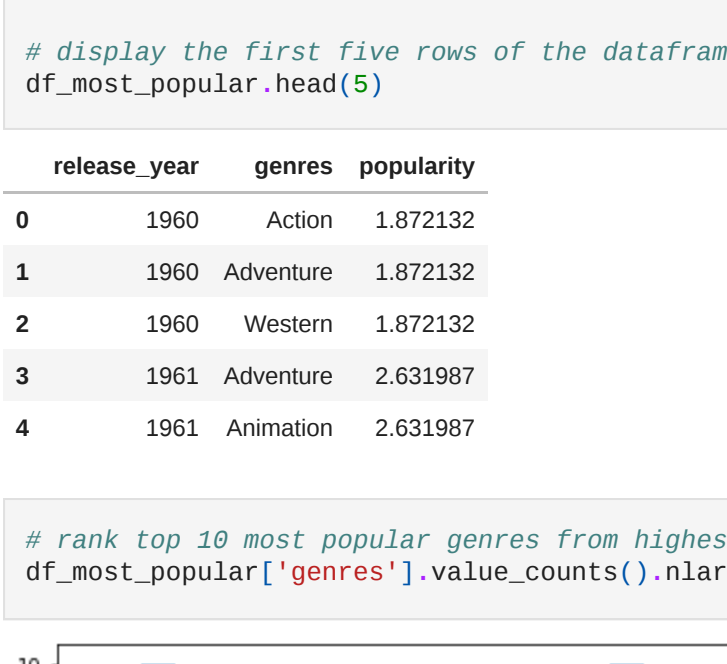 # display the first five rows of the datafram
df_most_popular.head(5)
release_year genres popularity
0 1960 Action 1.872132
1 1960 Adventure 1.872132
2 1960 Western 1.872132
3 1961 Adventure 2.631987
4 1961 Animation 2.631987
# rank top 10 most popular genres from highes
df_most_popular['genres'].value_counts().nlar